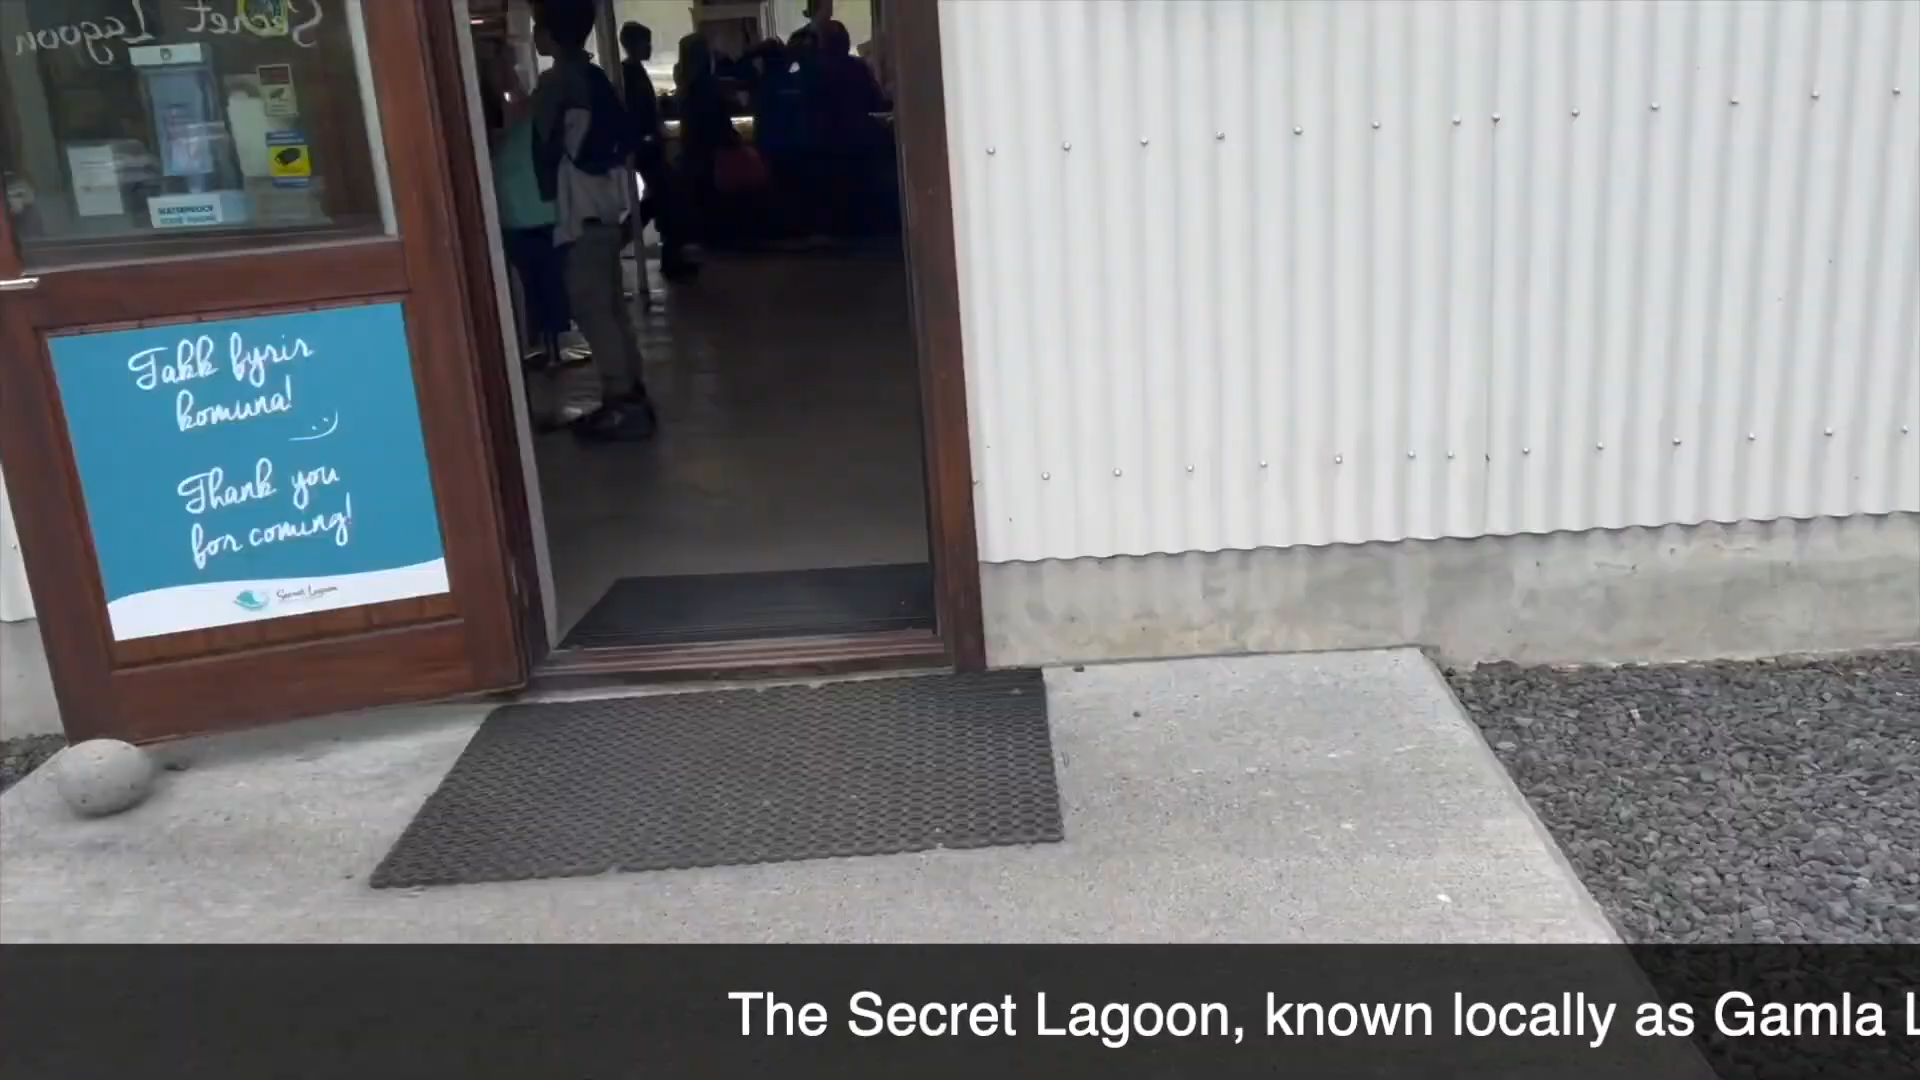 Secret Lagoon
Takk fyrir
komuna!
Thank you
for coming!
Secret Lagoon
The Secret Lagoon, known locally as Gamla L